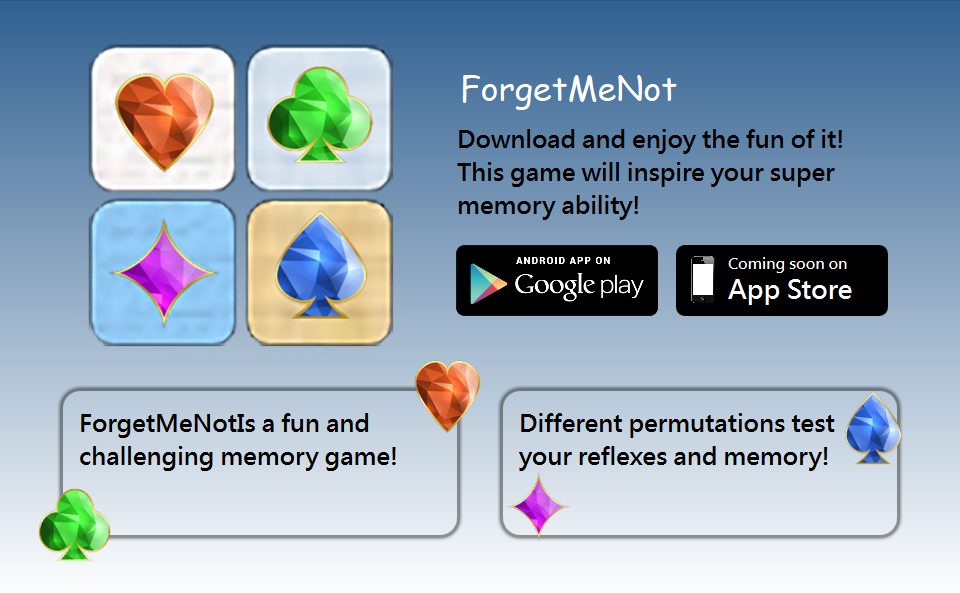 ForgetMeNot
Download and enjoy the fun of it!
This game will inspire your super
memory ability!
ANDROID APP ON
Google play
Coming soon on
App Store
ForgetMeNotIs a fun and
challenging memory game!
Different permutations test
your reflexes and memory!